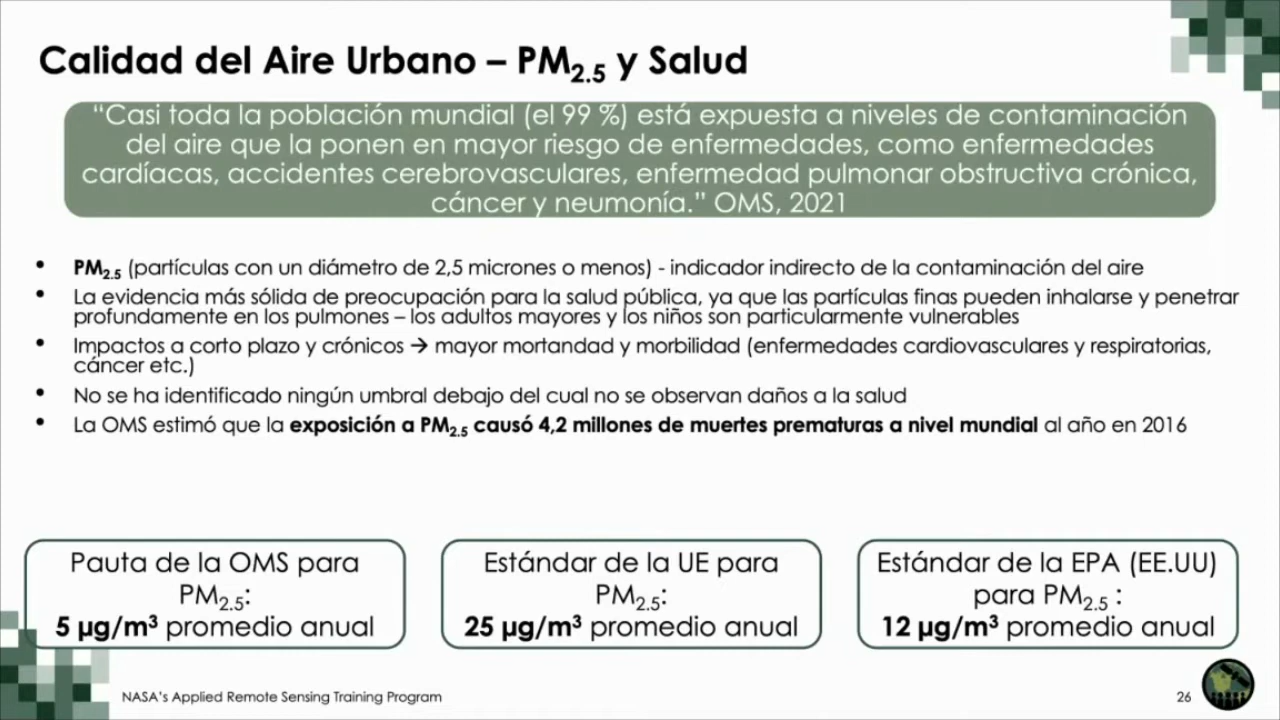 Calidad del Aire Urbano – PM2.5 y Salud
“Casi toda la población mundial (el 99 %) está expuesta a niveles de contaminación
del aire que la ponen en mayor riesgo de enfermedades, como enfermedades
cardíacas, accidentes cerebrovasculares, enfermedad pulmonar obstructiva crónica,
cáncer y neumonía.” OMS, 2021
• PM2.5 (partículas con un diámetro de 2,5 micrones o menos) - indicador indirecto de la contaminación del aire
• La evidencia más sólida de preocupación para la salud pública, ya que las partículas finas pueden inhalarse y penetrar
profundamente en los pulmones – los adultos mayores y los niños son particularmente vulnerables
• Impactos a corto plazo y crónicos → mayor mortandad y morbilidad (enfermedades cardiovasculares y respiratorias,
cáncer etc.)
• No se ha identificado ningún umbral debajo del cual no se observan daños a la salud
• La OMS estimó que la exposición a PM2.5 causó 4,2 millones de muertes prematuras a nivel mundial al año en 2016
Pauta de la OMS para
PM2.5:
5 µg/m³ promedio anual
Estándar de la UE para
PM2.5:
25 µg/m³ promedio anual
Estándar de la EPA (EE.UU)
para PM2.5 :
12 µg/m³ promedio anual
NASA’s Applied Remote Sensing Training Program
26